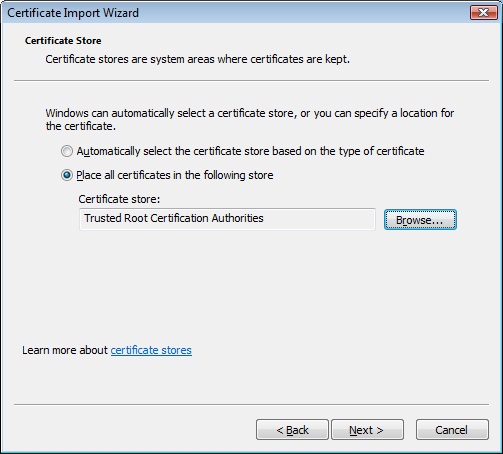 Certificate Import Wizard
Certificate Store
Certificate stores are system areas where certificates are kept.
Windows can automatically select a certificate store, or you can specify a location for
the certificate.
Automatically select the certificate store based on the type of certificate
Place all certificates in the following store
Certificate store:
Trusted Root Certification Authorities
Browse...
Learn more about certificate stores
< Back
Next >
Cancel